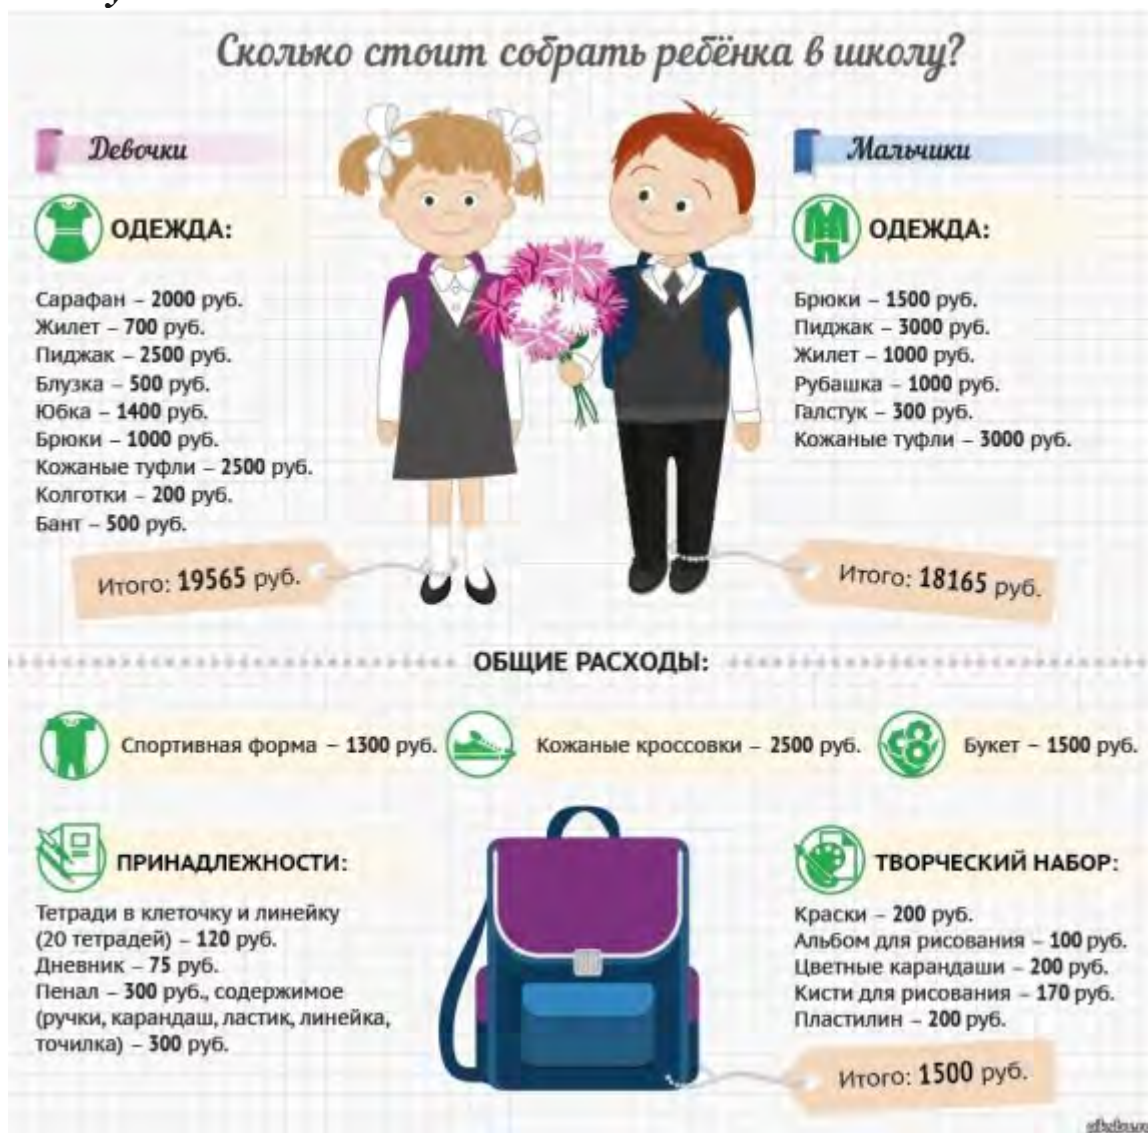 Сколько стоит собрать ребёнка в школу?
Девочки
ОДЕЖДА:
Сарафан – 2000 руб.
Жилет – 700 руб.
Пиджак – 2500 руб.
Блузка – 500 руб.
Юбка – 1400 руб.
Брюки – 1000 руб.
Кожаные туфли – 2500 руб.
Колготки – 200 руб.
Бант – 500 руб.
Итого: 19565 руб.
Мальчики
ОДЕЖДА:
Брюки – 1500 руб.
Пиджак – 3000 руб.
Жилет – 1000 руб.
Рубашка – 1000 руб.
Галстук – 300 руб.
Кожаные туфли – 3000 руб.
Итого: 18165 руб.
ОБЩИЕ РАСХОДЫ:
Спортивная форма – 1300 руб.
Кожаные кроссовки – 2500 руб.
Букет – 1500 руб.
ПРИНАДЛЕЖНОСТИ:
Тетради в клеточку и линейку
(20 тетрадей) – 120 руб.
Дневник – 75 руб.
Пенал – 300 руб., содержимое
(ручки, карандаш, ластик, линейка,
точилка) – 300 руб.
ТВОРЧЕСКИЙ НАБОР:
Краски – 200 руб.
Альбом для рисования – 100 руб.
Цветные карандаши – 200 руб.
Кисти для рисования – 170 руб.
Пластилин – 200 руб.
Итого: 1500 руб.